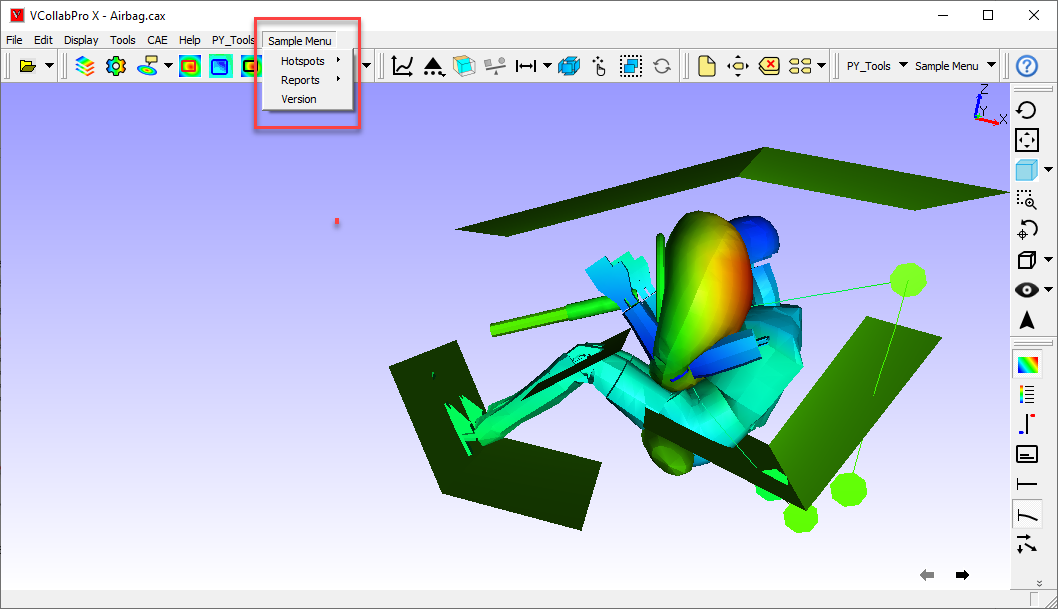 VCollabPro X - Airbag.cax
File Edit Display Tools CAE Help PY_Tools Sample Menu
Hotspots
Reports
Version
PY_Tools Sample Menu
Z
Y
X